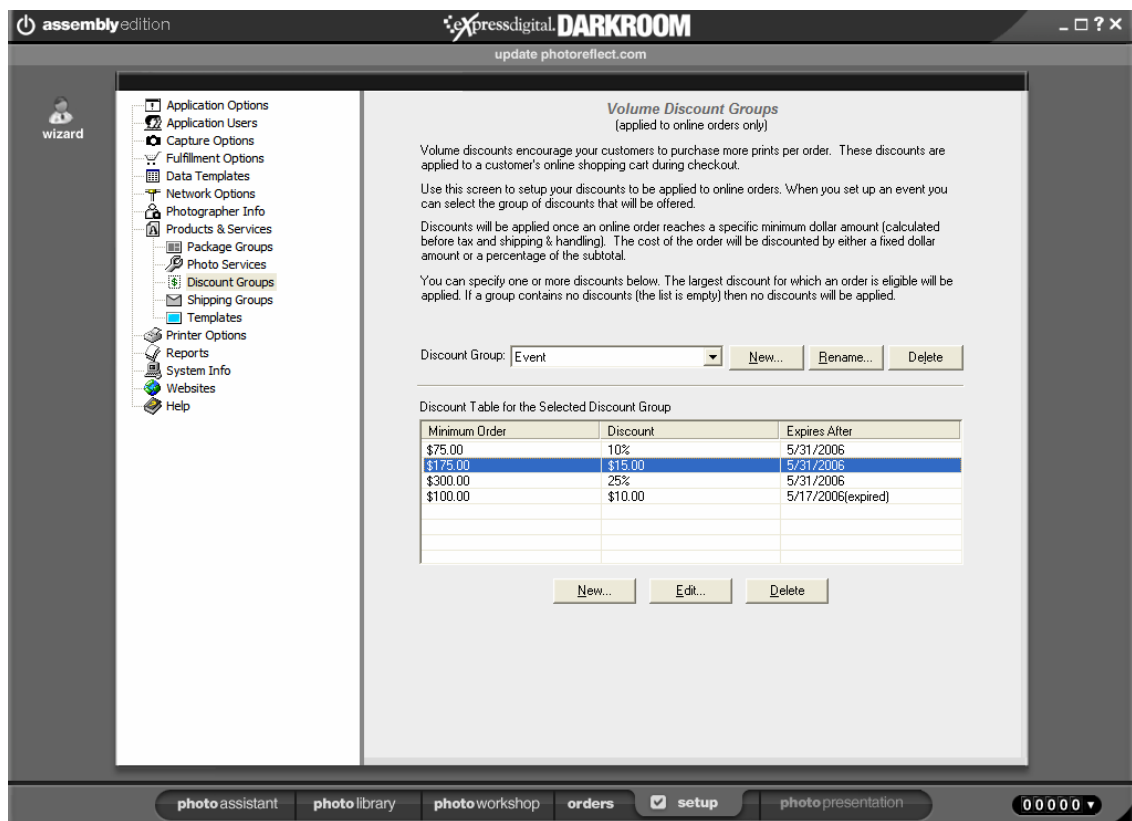 assembly edition
expressdigital. DARKROOM
update photoreflect.com
wizard
Application Options
Application Users
Capture Options
Fulfillment Options
Data Templates
Network Options
Photographer Info
Products & Services
Package Groups
Photo Services
Discount Groups
Shipping Groups
Templates
Printer Options
Reports
System Info
Websites
Help
Volume Discount Groups
(applied to online orders only)
Volume discounts encourage your customers to purchase more prints per order. These discounts are
applied to a customer's online shopping cart during checkout.
Use this screen to setup your discounts to be applied to online orders. When you set up an event you
can select the group of discounts that will be offered.
Discounts will be applied once an online order reaches a specific minimum dollar amount (calculated
before tax and shipping & handling). The cost of the order will be discounted by either a fixed dollar
amount or a percentage of the subtotal.
You can specify one or more discounts below. The largest discount for which an order is eligible will be
applied. If a group contains no discounts (the list is empty) then no discounts will be applied.
Discount Group: Event New... Rename... Delete
Discount Table for the Selected Discount Group
Minimum Order Discount Expires After
$75.00 10% 5/31/2006
$175.00 $15.00 5/31/2006
$300.00 25% 5/31/2006
$100.00 $10.00 5/17/2006(expired)
New... Edit... Delete
photo assistant photo library photo workshop orders setup photo presentation 00000